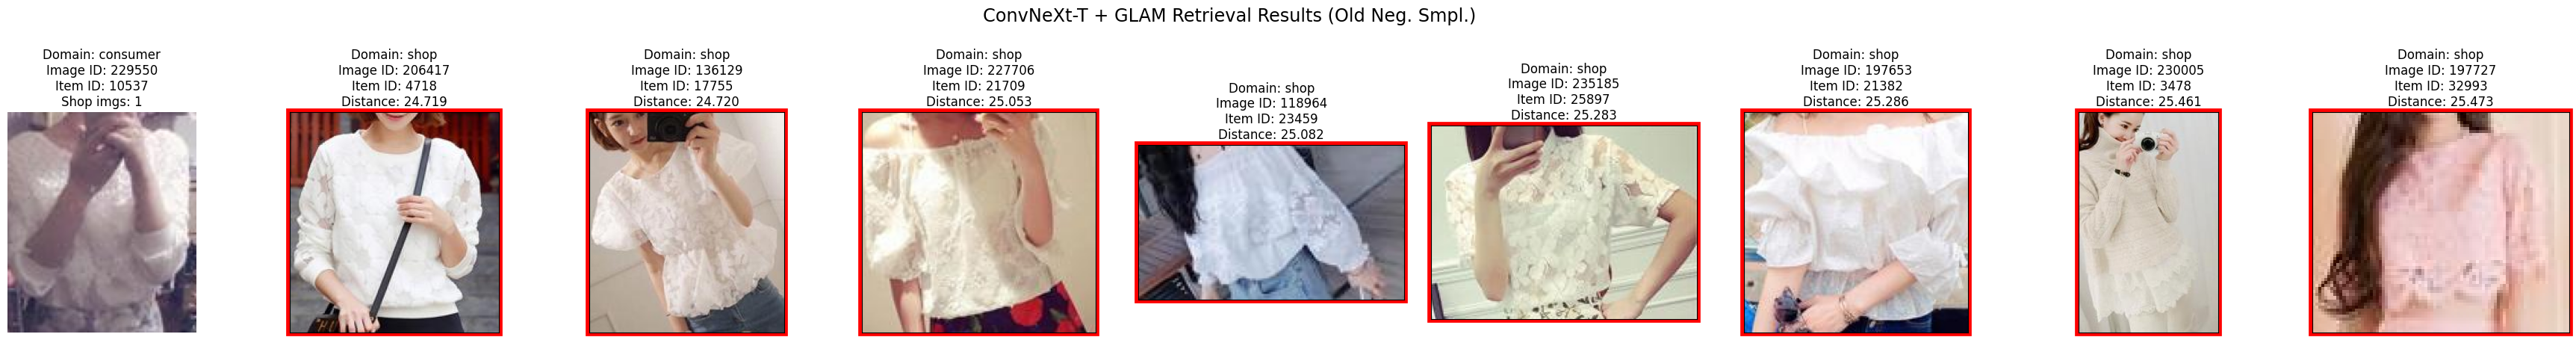 ConvNeXt-T + GLAM Retrieval Results (Old Neg. Smpl.)
Domain: consumer
Image ID: 229550
Item ID: 10537
Shop imgs: 1
Domain: shop
Image ID: 206417
Item ID: 4718
Distance: 24.719
Domain: shop
Image ID: 136129
Item ID: 17755
Distance: 24.720
Domain: shop
Image ID: 227706
Item ID: 21709
Distance: 25.053
Domain: shop
Image ID: 118964
Item ID: 23459
Distance: 25.082
Domain: shop
Image ID: 235185
Item ID: 25897
Distance: 25.283
Domain: shop
Image ID: 197653
Item ID: 21382
Distance: 25.286
Domain: shop
Image ID: 230005
Item ID: 3478
Distance: 25.461
Domain: shop
Image ID: 197727
Item ID: 32993
Distance: 25.473